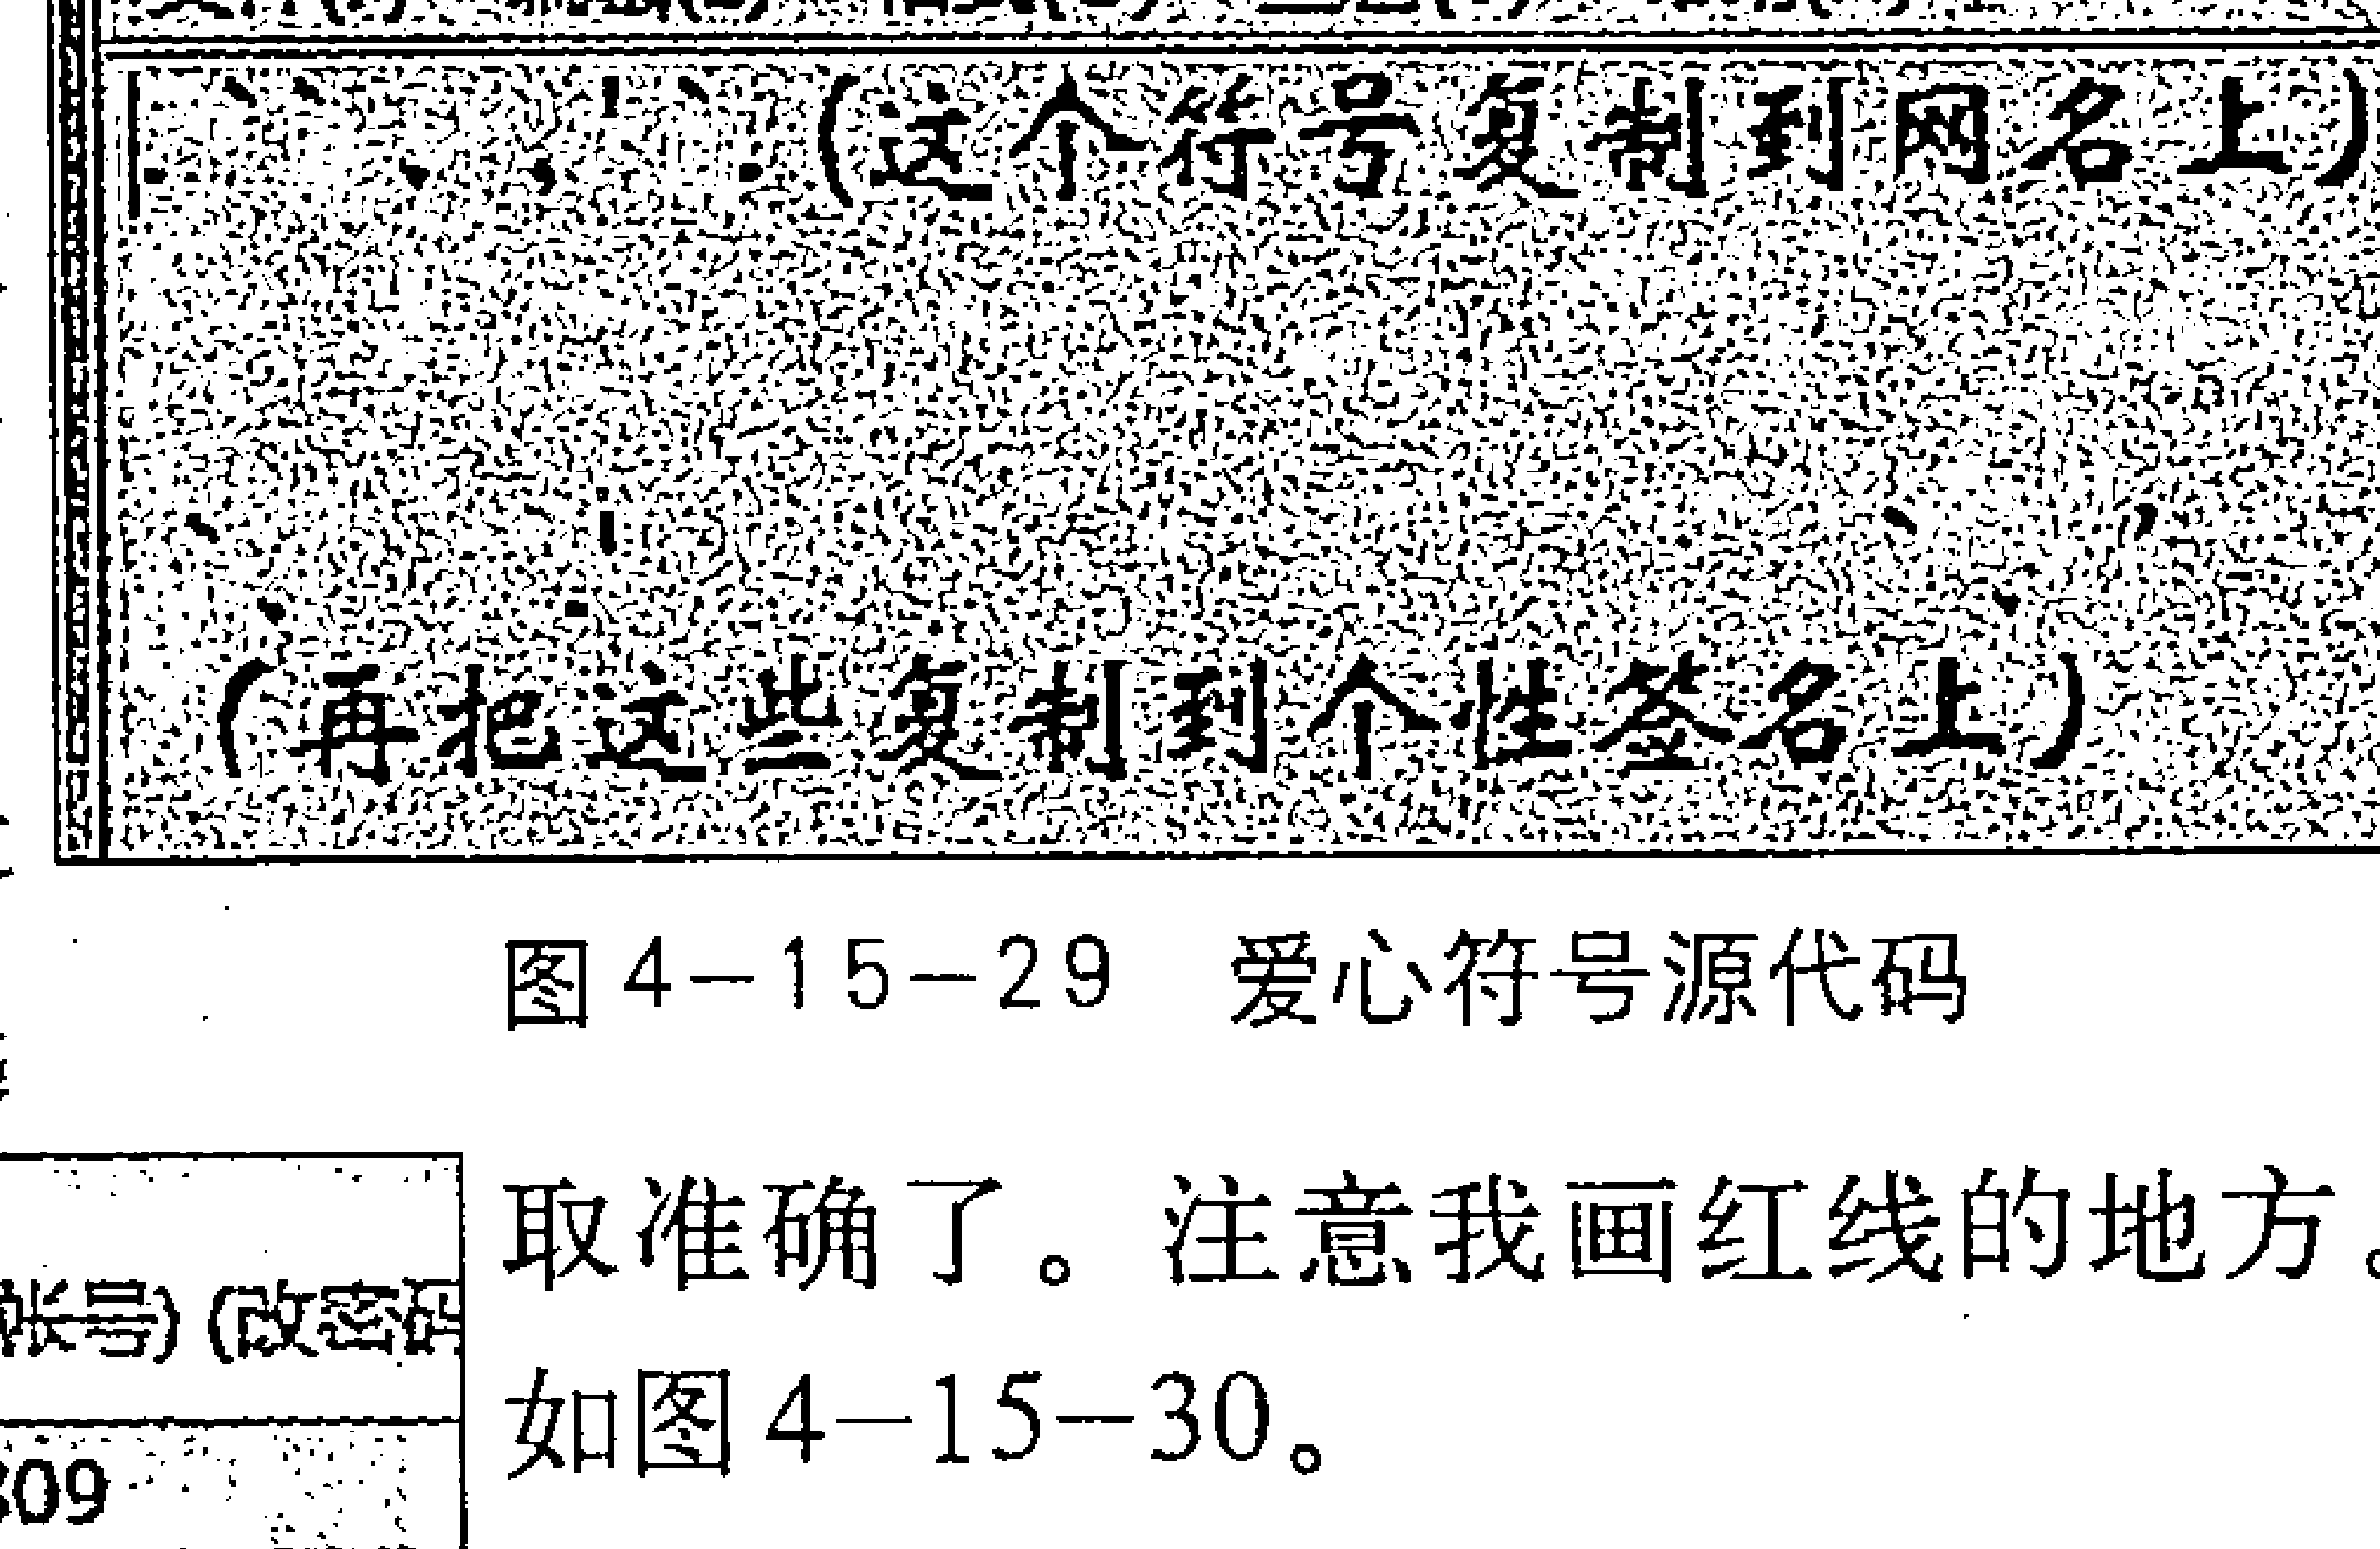 (这个符号复制到网名上)
(再把这些复制到个性签名上)
图4-15-29 爱心符号源代码
取准确了。注意我画红线的地方。
如图4-15-30。
帐号)(改密码
609